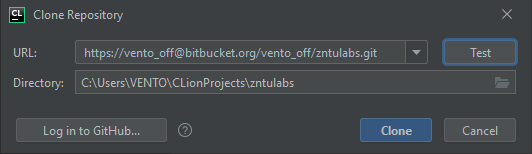 CL Clone Repository
URL: https://vento_off@bitbucket.org/vento_off/zntulabs.git Test
Directory: C:\Users\VENTO\CLionProjects\zntulabs
Log in to GitHub... ? Clone Cancel